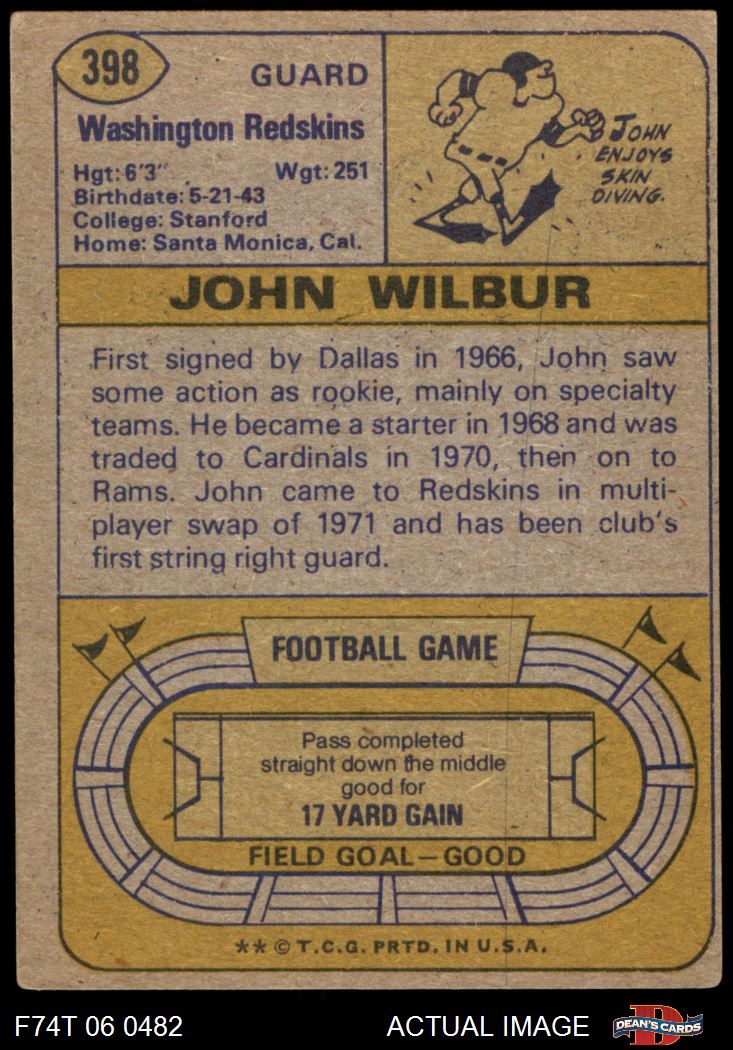 398
GUARD
Washington Redskins
Hgt: 6'3" Wgt: 251
Birthdate: 5-21-43
College: Stanford
Home: Santa Monica, Cal.
JOHN
ENJOYS
SKIN
DIVING.
JOHN WILBUR
First signed by Dallas in 1966, John saw
some action as rookie, mainly on specialty
teams. He became a starter in 1968 and was
traded to Cardinals in 1970, then on to
Rams. John came to Redskins in multi-
player swap of 1971 and has been club's
first string right guard.
FOOTBALL GAME
Pass completed
straight down the middle
good for
17 YARD GAIN
FIELD GOAL—GOOD
** © T.C.G. PRTD. IN U.S.A.
F74T 06 0482 ACTUAL IMAGE
D
DEAN'S CARDS